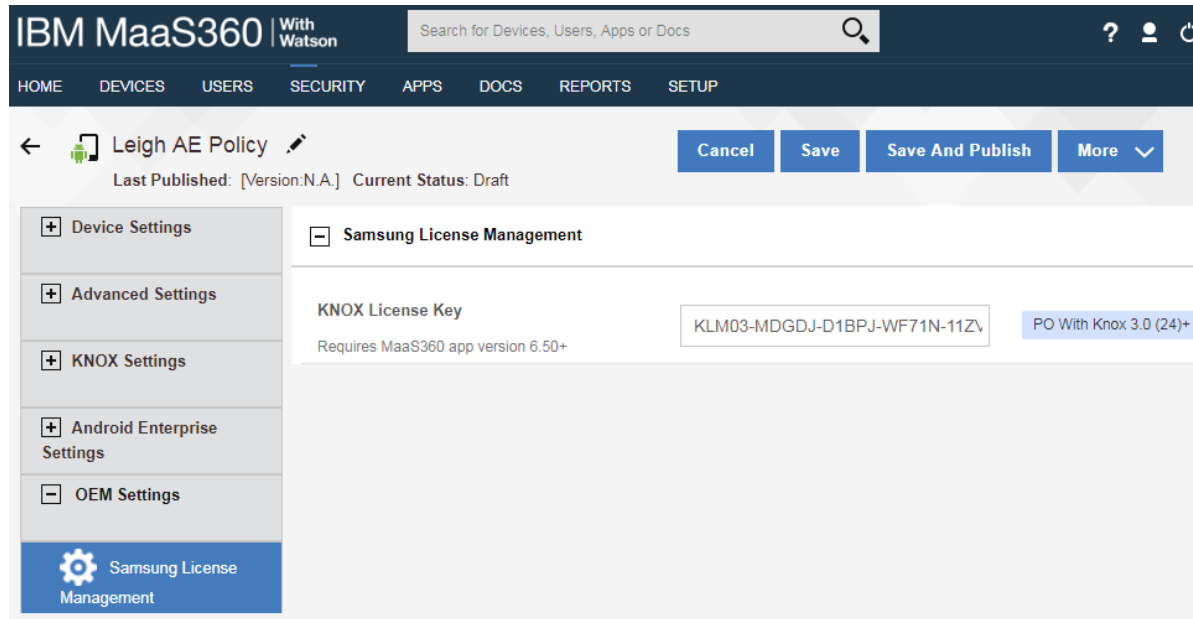 IBM MaaS360 With Watson
Search for Devices, Users, Apps or Docs
?
HOME DEVICES USERS SECURITY APPS DOCS REPORTS SETUP
Leigh AE Policy
Cancel Save Save And Publish More
Last Published: [Version:N.A.] Current Status: Draft
Device Settings
Samsung License Management
Advanced Settings
KNOX License Key
KLM03-MDGDJ-D1BPJ-WF71N-11Z
PO With Knox 3.0 (24)+
Requires MaaS360 app version 6.50+
KNOX Settings
Android Enterprise
Settings
OEM Settings
Samsung License
Management